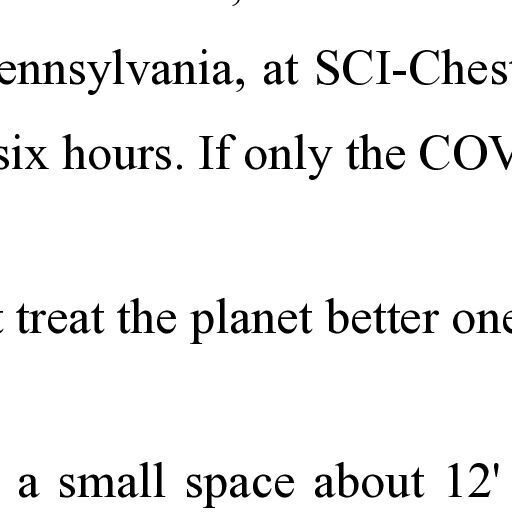 ennsylvania, at SCI-Chest
six hours. If only the COV
t treat the planet better one
a small space about 12'